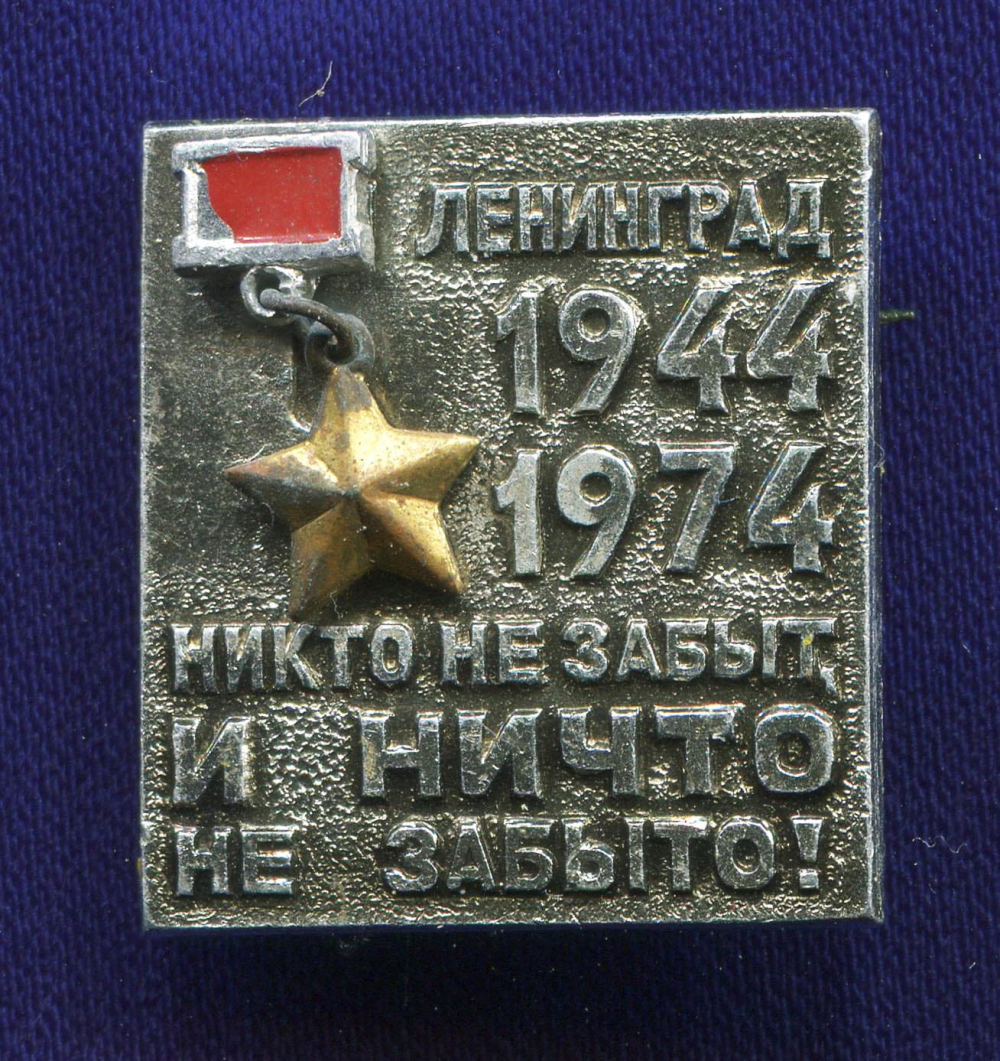 ЛЕНИНГРАД
1944
1974
НИКТО НЕ ЗАБЫТ,
И НИЧТО
НЕ ЗАБЫТО!